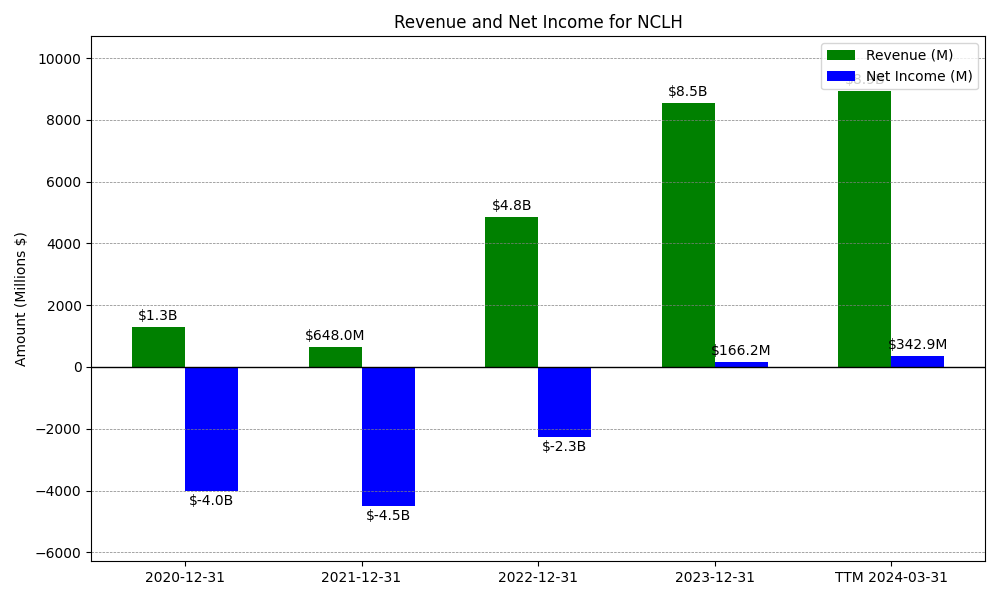 Revenue and Net Income for NCLH
Revenue (M)
Net Income (M)
Amount (Millions $)
10000
8000
6000
4000
2000
0
−2000
−4000
−6000
$1.3B
$648.0M
$4.8B
$8.5B
$-4.0B
$-4.5B
$-2.3B
$166.2M
$342.9M
2020-12-31
2021-12-31
2022-12-31
2023-12-31
TTM 2024-03-31